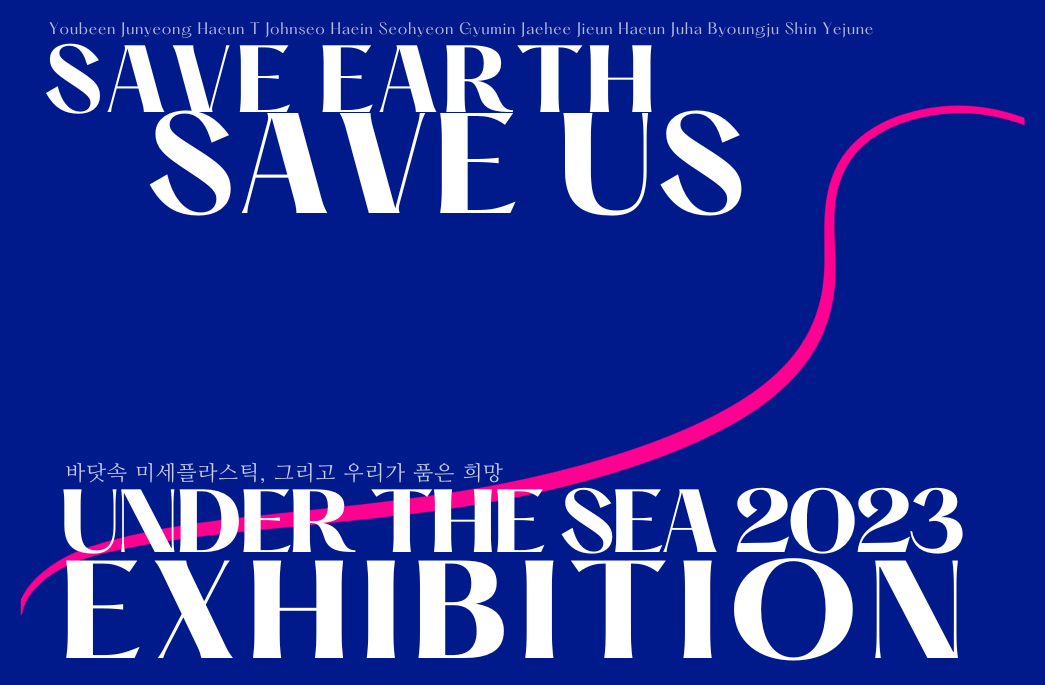 Youbeen Junyeong Haeun T Johnseo Haein Seohyeon Gyumin Jaehee Jieun Haeun Juha Byoungju Shin Yejune
SAVE EARTH
SAVE US
바닷속 미세플라스틱, 그리고 우리가 품은 희망
UNDER THE SEA 2023
EXHIBITION